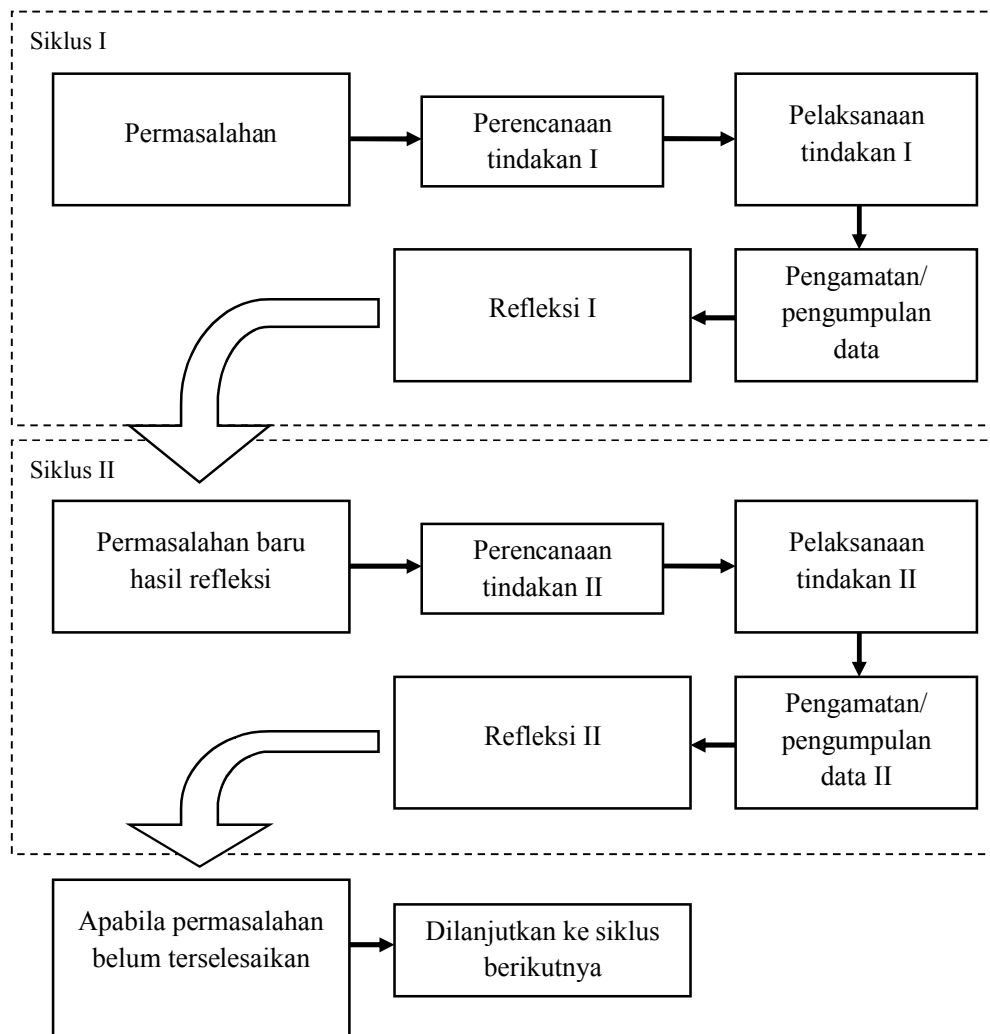 Siklus I
Permasalahan
Perencanaan
tindakan I
Pelaksanaan
tindakan I
Pengamatan/
pengumpulan
data
Refleksi I
Siklus II
Permasalahan baru
hasil refleksi
Perencanaan
tindakan II
Pelaksanaan
tindakan II
Pengamatan/
pengumpulan
data II
Refleksi II
Apabila permasalahan
belum terselesaikan
Dilanjutkan ke siklus
berikutnya